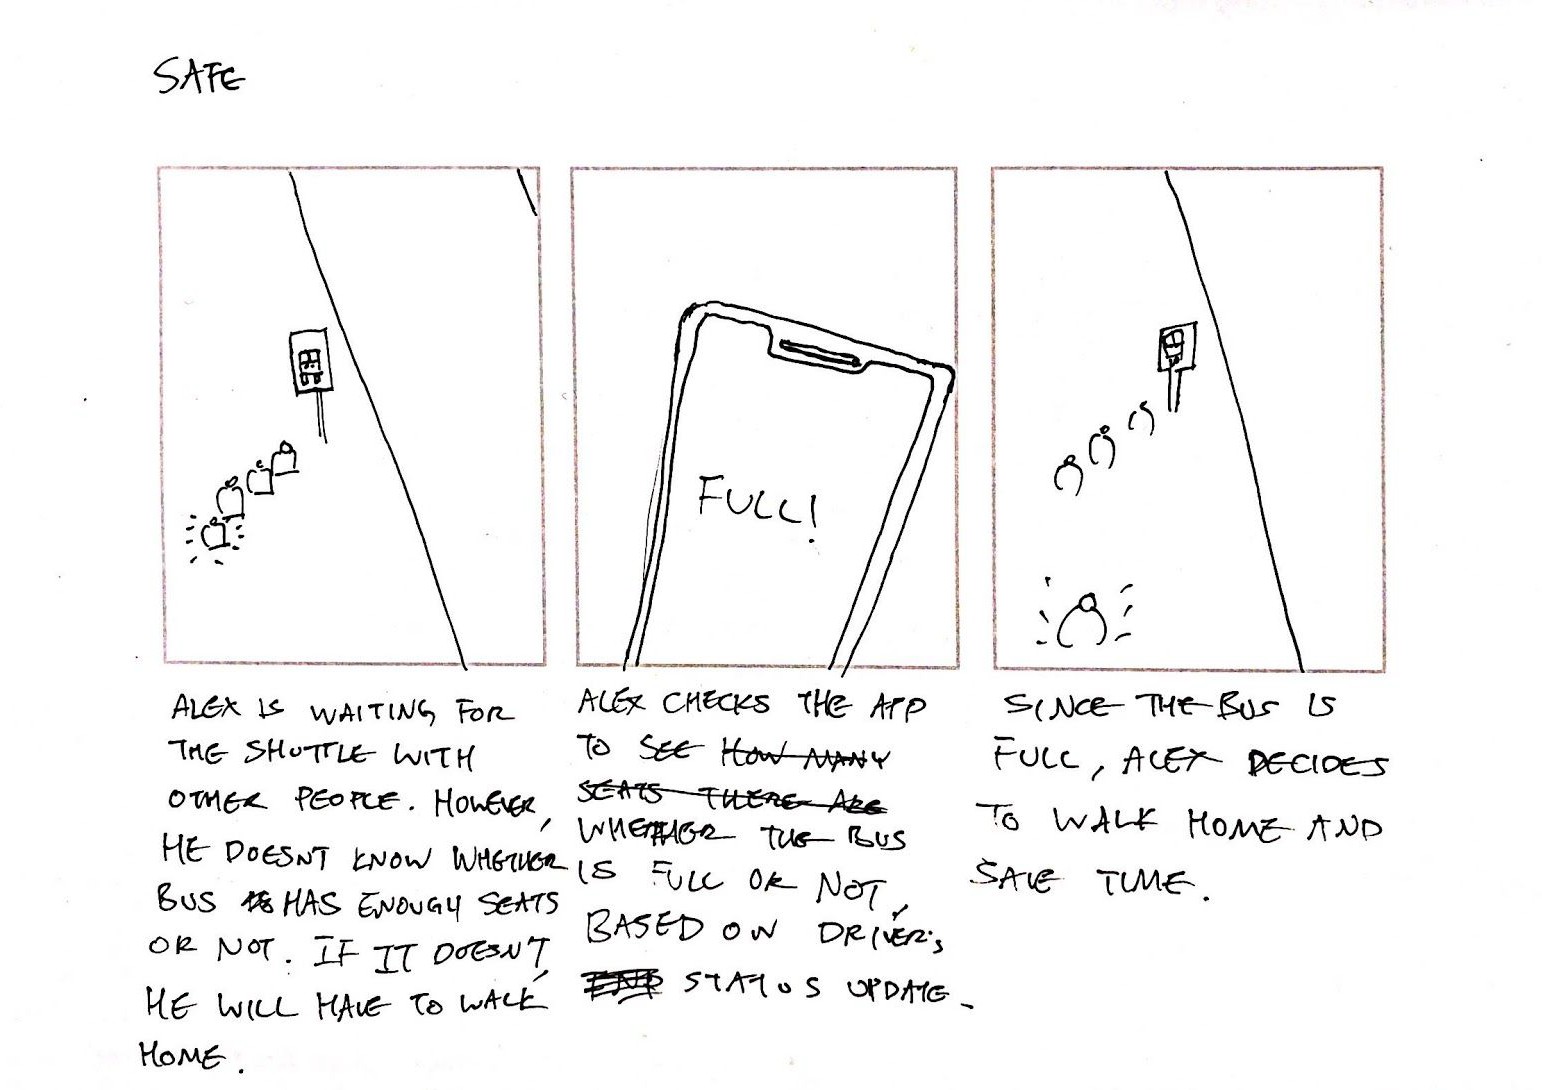 SAFE
FULL!
ALEX IS WAITING FOR
THE SHUTTLE WITH
OTHER PEOPLE. HOWEVER,
HE DOESNT KNOW WHETHER
BUS HAS ENOUGH SEATS
OR NOT. IF IT DOESN'T,
HE WILL HAVE TO WALK
HOME.
ALEX CHECKS THE APP
TO SEE HOW MANY
SEATS THERE ARE
WHETHER THE BUS
IS FULL OR NOT,
BASED ON DRIVER'S
STATUS UPDATE.
SINCE THE BUS IS
FULL, ALEX DECIDES
TO WALK HOME AND
SAVE TIME.